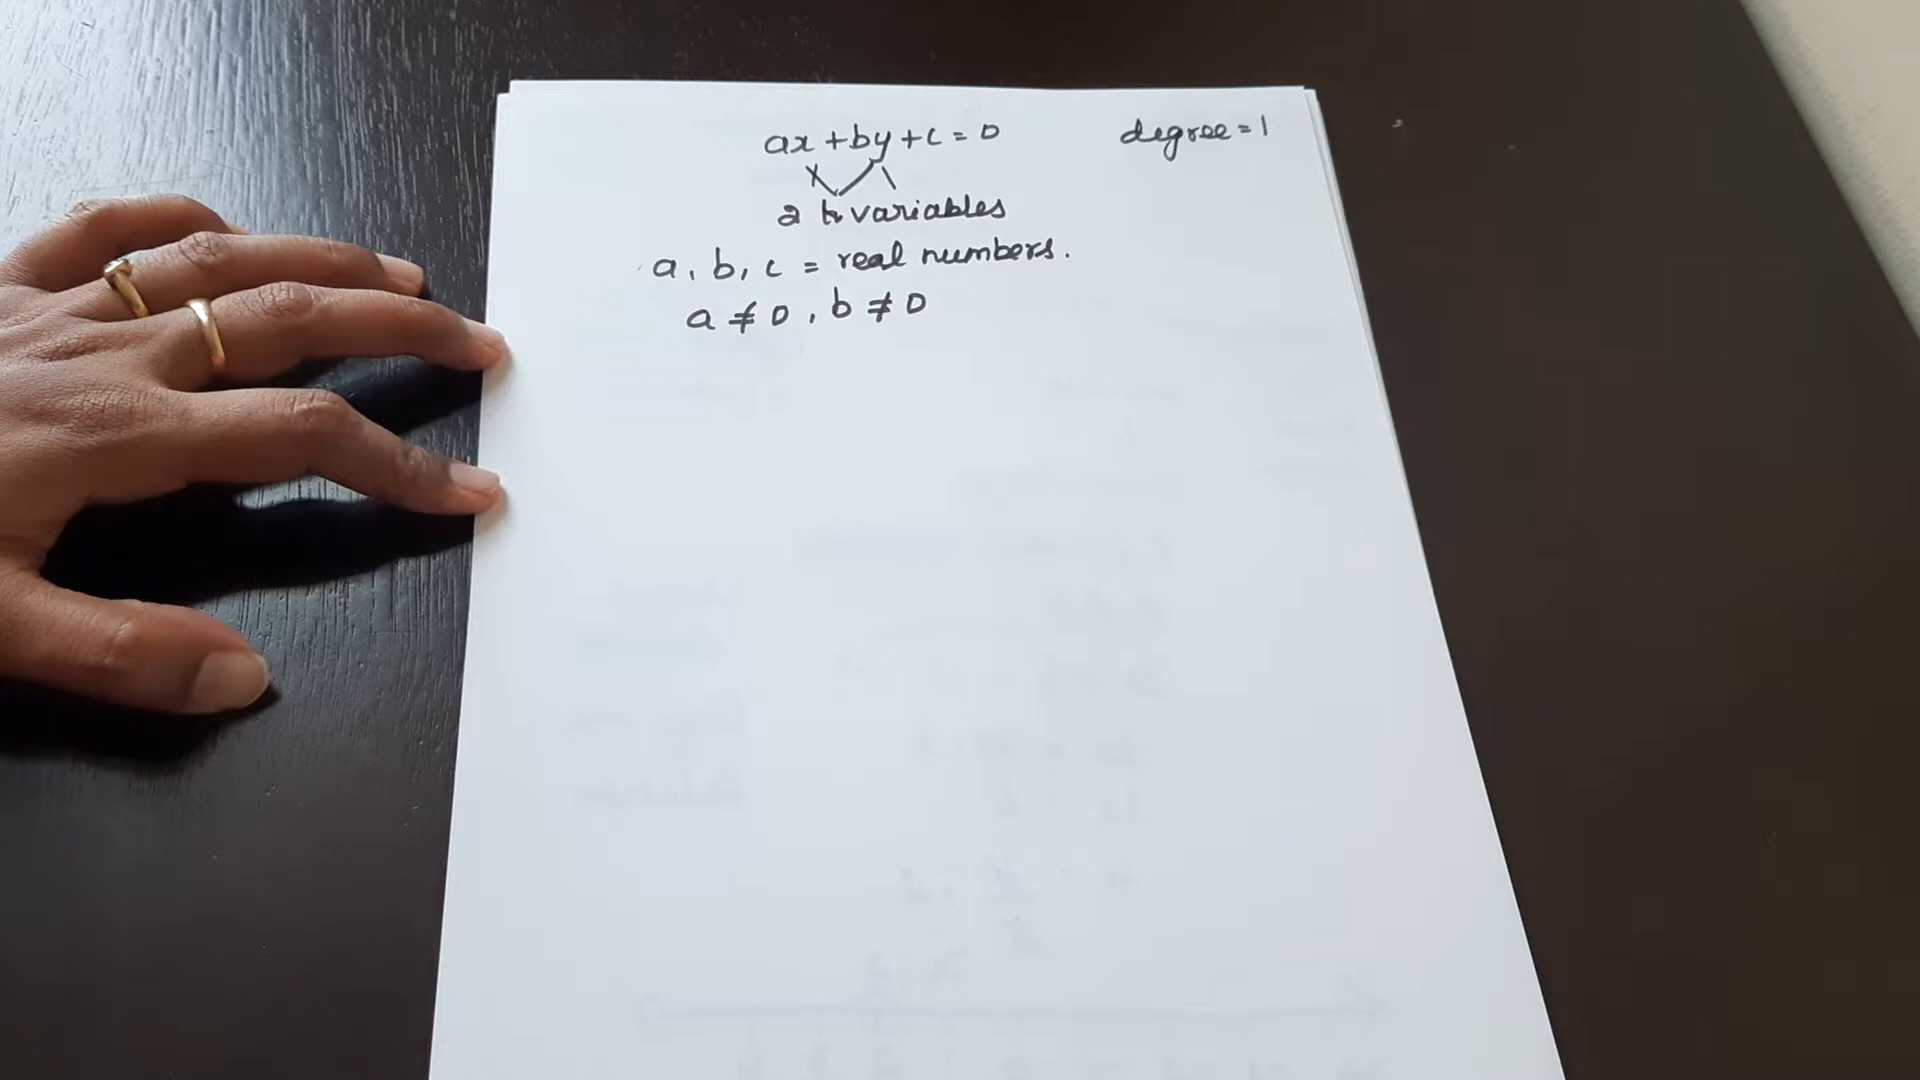 ax + by + c = 0
degree = 1
2 variables
a, b, c = real numbers.
a ≠ 0, b ≠ 0